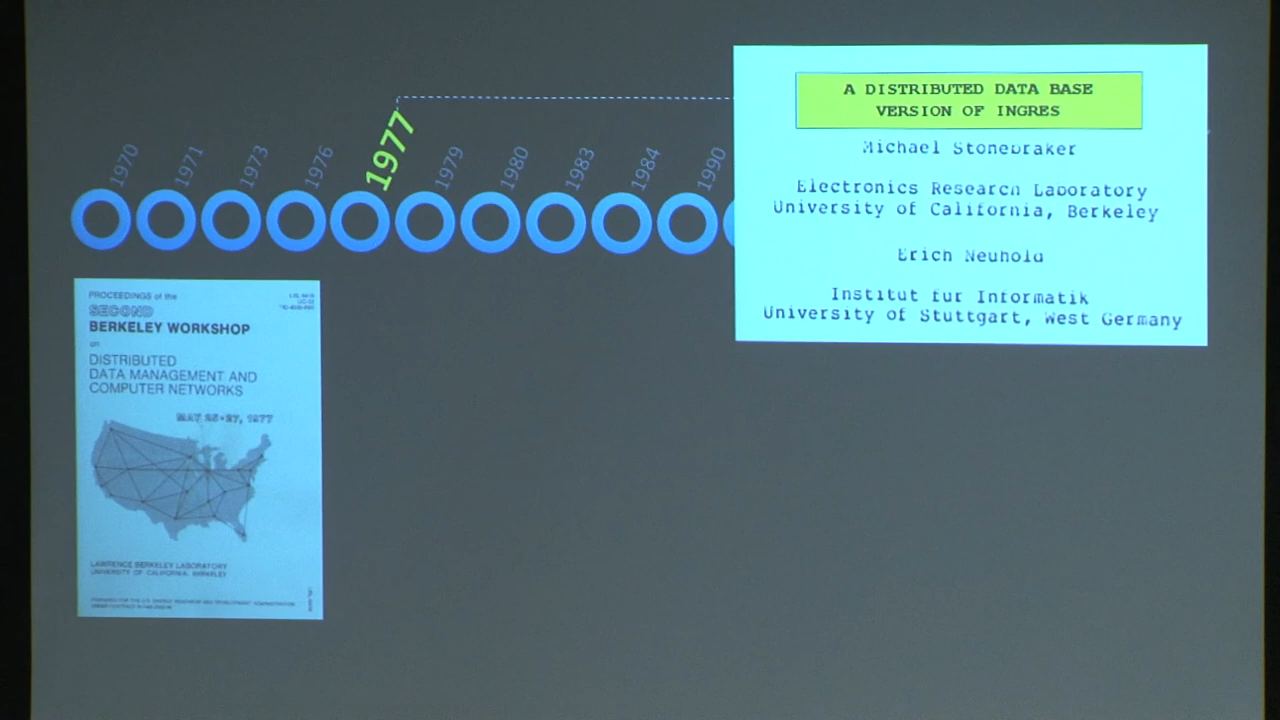 1970
1971
1973
1976
1977
1979
1980
1983
1984
1990
A DISTRIBUTED DATA BASE
VERSION OF INGRES
Michael Stonebraker
Electronics Research Laboratory
University of California, Berkeley
Erich Neuhold
Institut fur Informatik
University of Stuttgart, West Germany
PROCEEDINGS of the
SECOND
BERKELEY WORKSHOP
on
DISTRIBUTED
DATA MANAGEMENT AND
COMPUTER NETWORKS
MAY 25-27, 1977
LAWRENCE BERKELEY LABORATORY
UNIVERSITY OF CALIFORNIA, BERKELEY